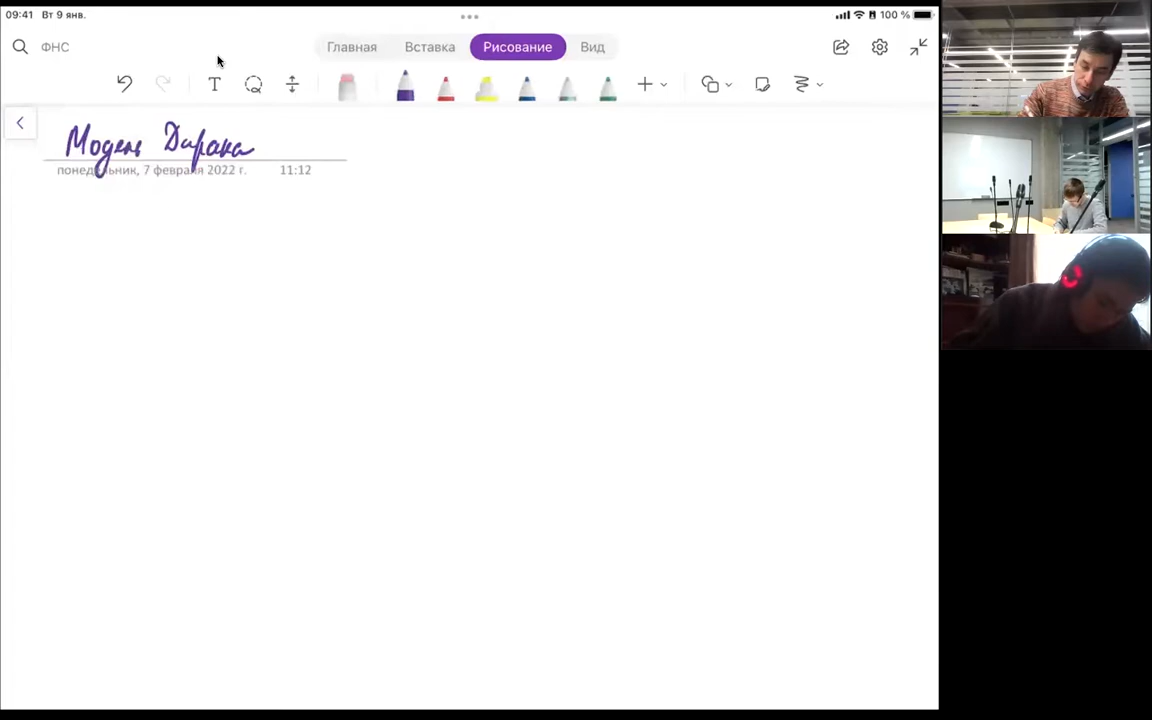 09:41 Вт 9 янв.
100 %
ФНС
Главная Вставка Рисование Вид
T
Модель Дирака
понедельник, 7 февраля 2022 г. 11:12